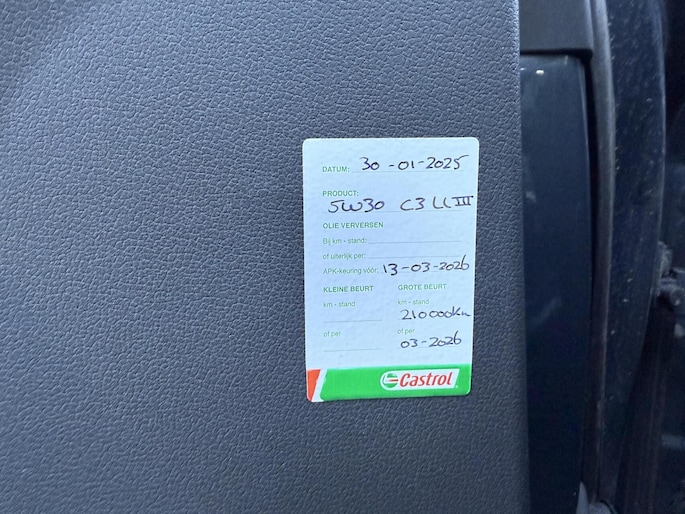 DATUM: 30-01-2025
PRODUCT:
5W30 C3 LL III
OLIE VERVERSEN
Bij km - stand:
of uiterlijk per:
APK-keuring vóór: 13-03-2026
KLEINE BEURT
km - stand
of per
GROTE BEURT
km - stand
210000km
of per
03-2026
Castrol